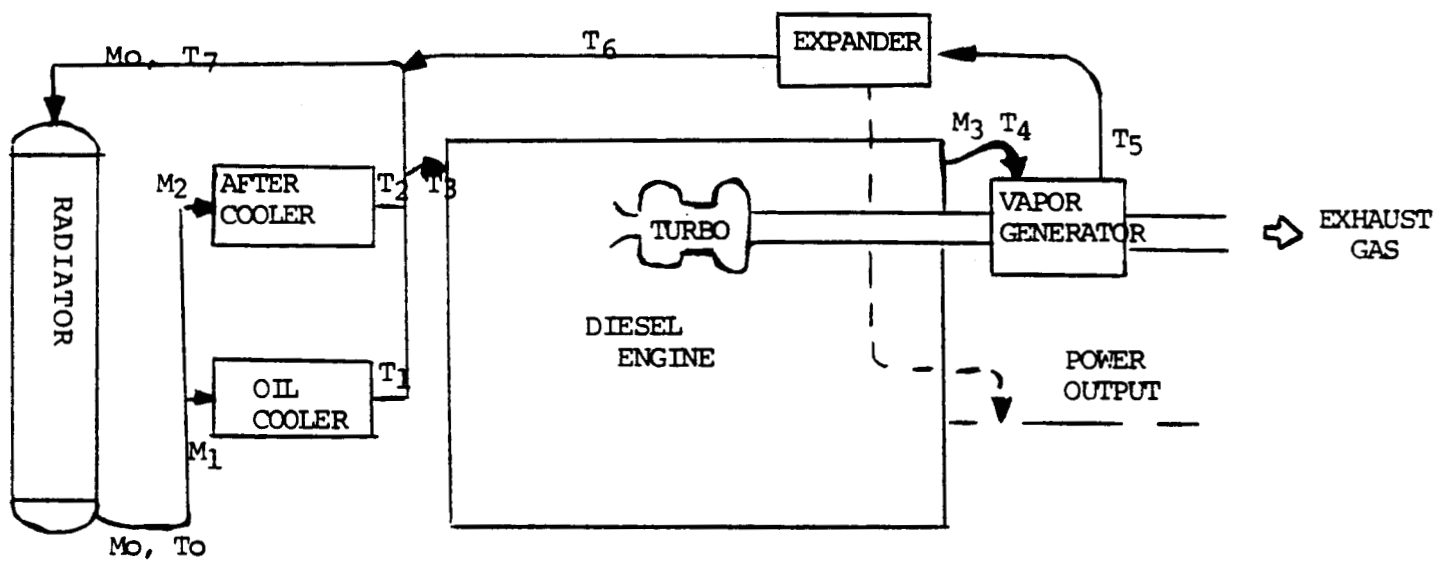 EXPANDER
T6
Mo, T7
M3 T4
T5
M2
AFTER
COOLER
T2
T3
RADIATOR
TURBO
VAPOR
GENERATOR
EXHAUST
GAS
DIESEL
ENGINE
OIL
COOLER
T1
POWER
OUTPUT
M1
Mo, To